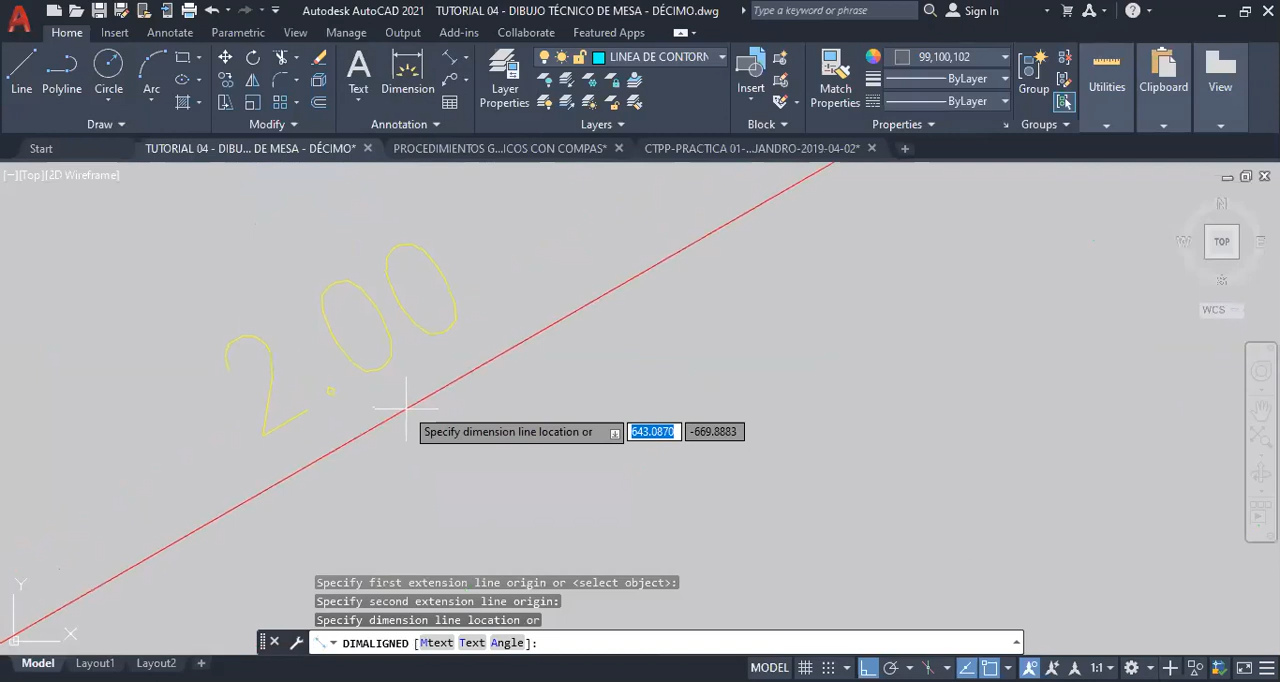 Autodesk AutoCAD 2021 TUTORIAL 04 - DIBUJO TÉCNICO DE MESA - DÉCIMO.dwg Type a keyword or phrase Sign In
Home Insert Annotate Parametric View Manage Output Add-ins Collaborate Featured Apps
Line Polyline Circle Arc Text Dimension Layer Properties LINEA DE CONTORN Insert Match Properties 99,100,102 ByLayer ByLayer Group Utilities Clipboard View
Draw Modify Annotation Layers Block Properties Groups
Start TUTORIAL 04 - DIBU... DE MESA - DÉCIMO* PROCEDIMIENTOS G...ICOS CON COMPAS* CTPP-PRACTICA 01-...JANDRO-2019-04-02*
[−][Top][2D Wireframe]
N
W TOP E
S
WCS
2.00
Specify dimension line location or 643.0870 -669.8883
Y
X
Specify first extension line origin or <select object>:
Specify second extension line origin:
Specify dimension line location or
DIMALIGNED [Mtext Text Angle]:
Model Layout1 Layout2 + MODEL 1:1